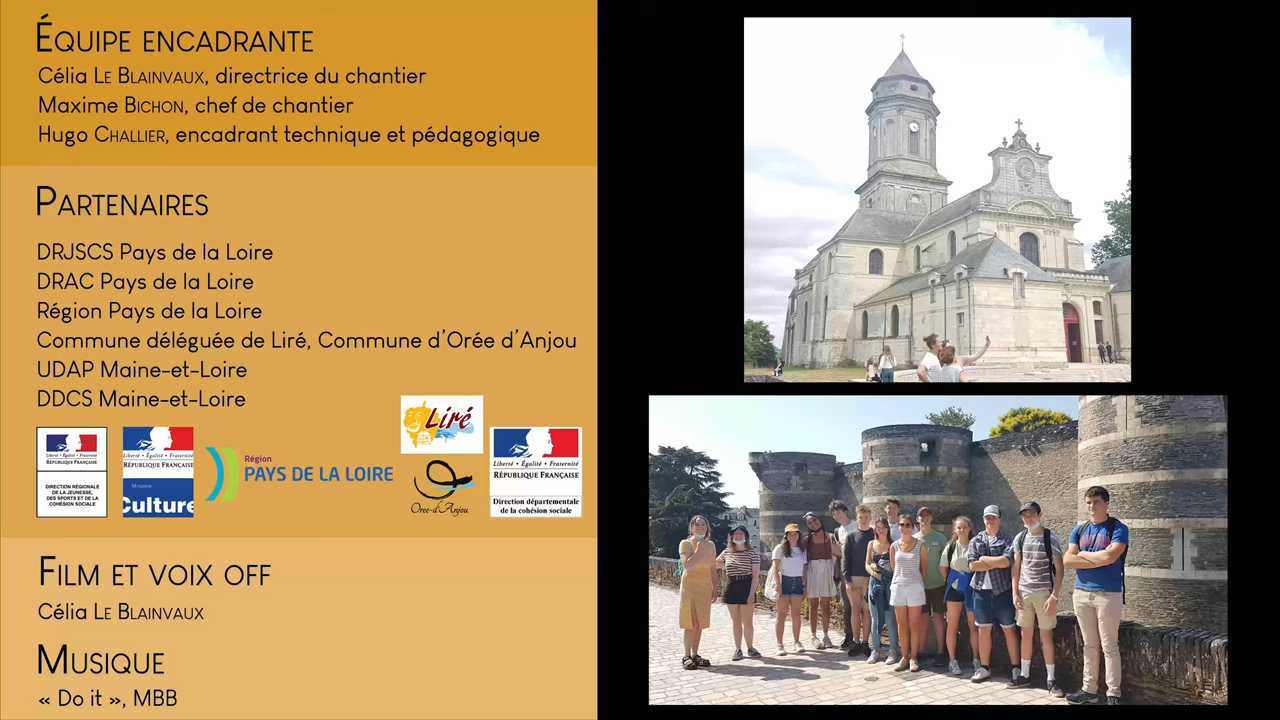 ÉQUIPE ENCADRANTE
Célia LE BLAINVAUX, directrice du chantier
Maxime BICHON, chef de chantier
Hugo CHALLIER, encadrant technique et pédagogique
PARTENAIRES
DRJSCS Pays de la Loire
DRAC Pays de la Loire
Région Pays de la Loire
Commune déléguée de Liré, Commune d'Orée d'Anjou
UDAP Maine-et-Loire
DDCS Maine-et-Loire
Liberté • Égalité • Fraternité
RÉPUBLIQUE FRANÇAISE
DIRECTION RÉGIONALE
DE LA JEUNESSE,
DES SPORTS ET DE LA
COHÉSION SOCIALE
Liberté • Égalité • Fraternité
RÉPUBLIQUE FRANÇAISE
Ministère
Culture
Région
PAYS DE LA LOIRE
Liré
Orée-d'Anjou
Liberté • Égalité • Fraternité
RÉPUBLIQUE FRANÇAISE
Direction départementale
de la cohésion sociale
FILM ET VOIX OFF
Célia LE BLAINVAUX
MUSIQUE
« Do it », MBB